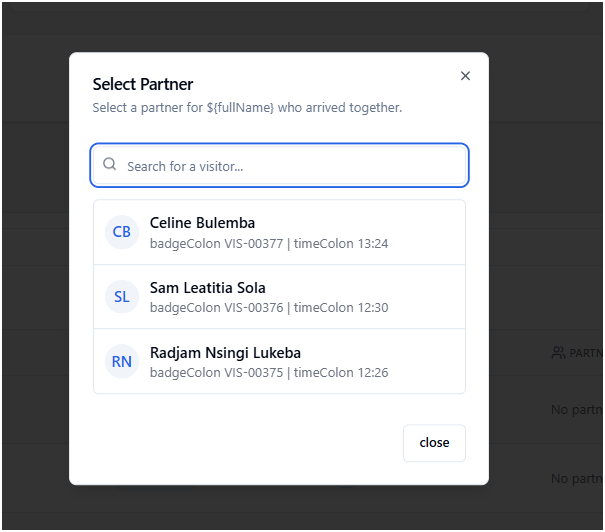 Select Partner
Select a partner for ${fullName} who arrived together.
Search for a visitor...
CB
Celine Bulemba
badgeColon VIS-00377 | timeColon 13:24
SL
Sam Leatitia Sola
badgeColon VIS-00376 | timeColon 12:30
RN
Radjam Nsingi Lukeba
badgeColon VIS-00375 | timeColon 12:26
close
PARTN
No partn
No partn